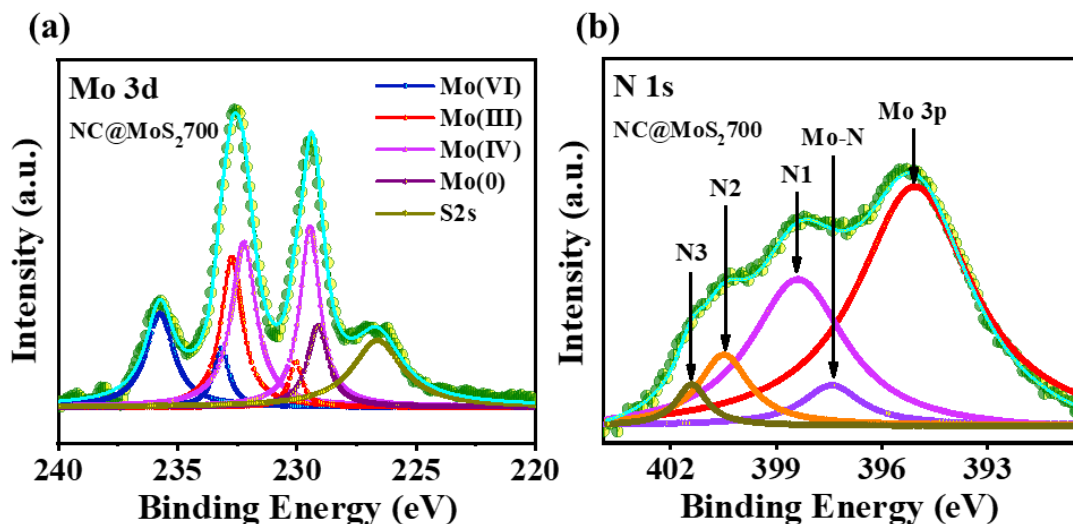 (a)
Mo 3d
NC@MoS₂700
Mo(VI)
Mo(III)
Mo(IV)
Mo(0)
S2s
Intensity (a.u.)
240 235 230 225 220
Binding Energy (eV)
(b)
N 1s
NC@MoS₂700
Mo 3p
Mo-N
N1
N2
N3
Intensity (a.u.)
402 399 396 393
Binding Energy (eV)